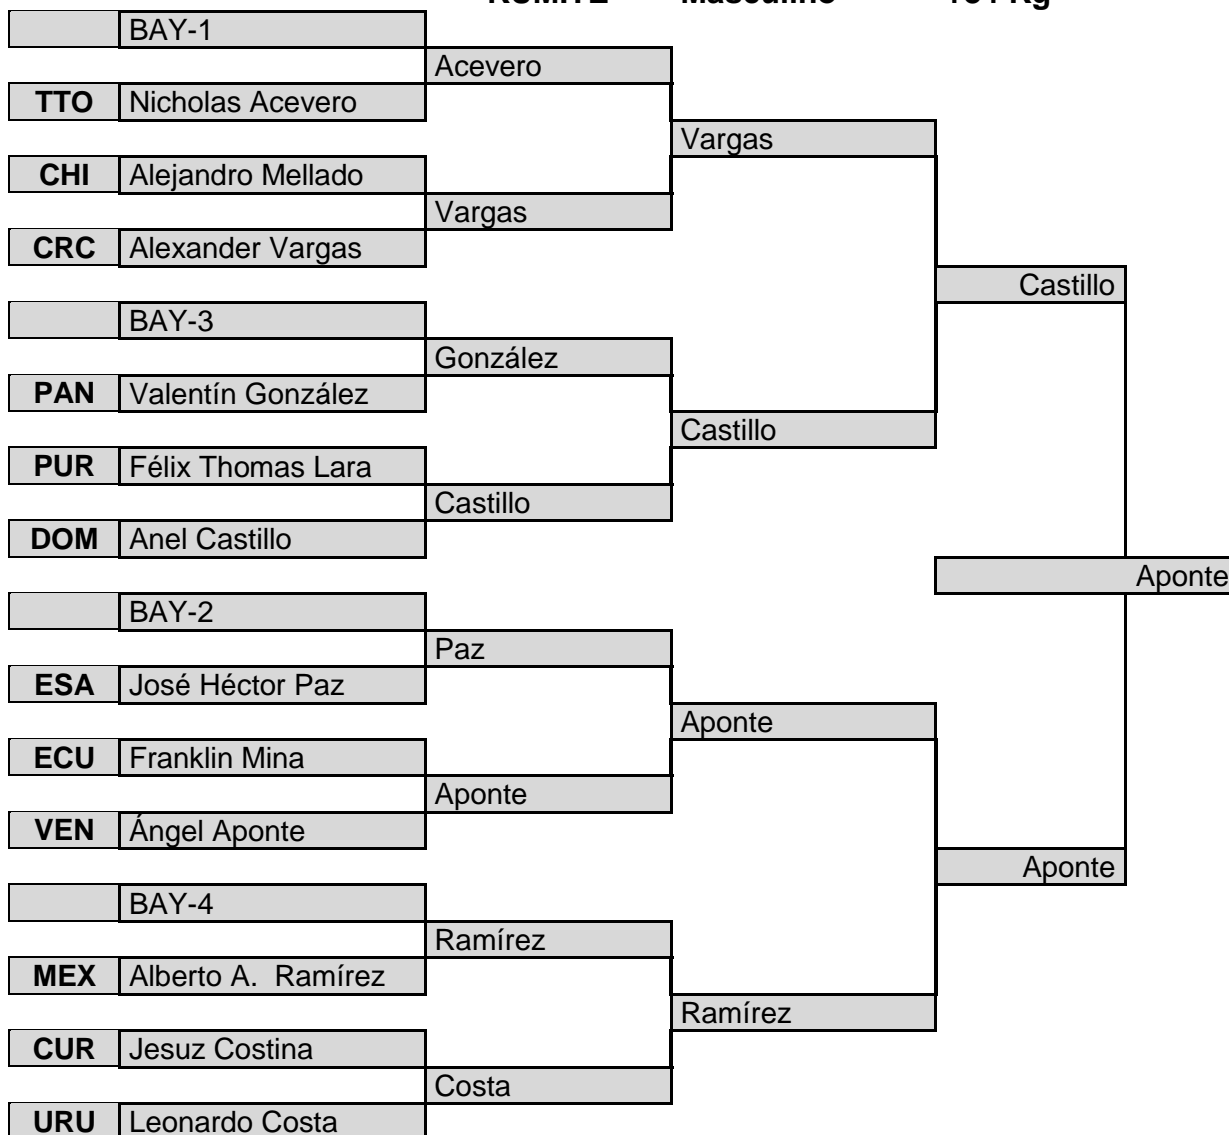 KUMITE Masculino
BAY-1
Acevero
TTO Nicholas Acevero
Vargas
CHI Alejandro Mellado
Vargas
CRC Alexander Vargas
Castillo
BAY-3
González
PAN Valentín González
Castillo
PUR Félix Thomas Lara
Castillo
DOM Anel Castillo
Aponte
BAY-2
Paz
ESA José Héctor Paz
Aponte
ECU Franklin Mina
Aponte
VEN Ángel Aponte
Aponte
BAY-4
Ramírez
MEX Alberto A. Ramírez
Ramírez
CUR Jesuz Costina
Costa
URU Leonardo Costa